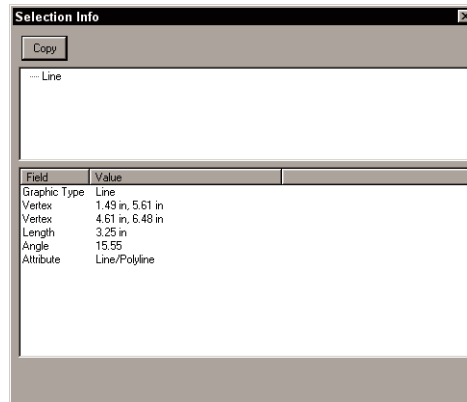 Selection Info
Copy
Line
Field Value
Graphic Type Line
Vertex 1.49 in, 5.61 in
Vertex 4.61 in, 6.48 in
Length 3.25 in
Angle 15.55
Attribute Line/Polyline